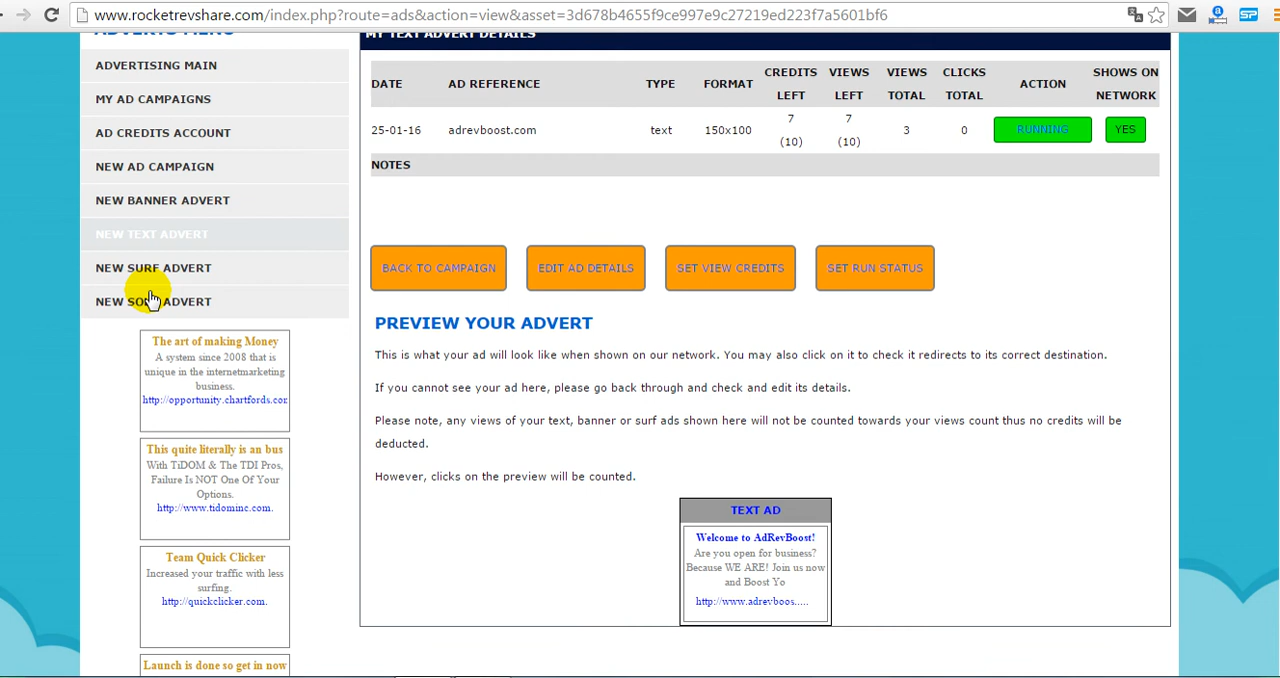 www.rocketrevshare.com/index.php?route=ads&action=view&asset=3d678b4655f9ce997e9c27219ed223f7a5601bf6
ADVERTS MENU
ADVERTISING MAIN
MY AD CAMPAIGNS
AD CREDITS ACCOUNT
NEW AD CAMPAIGN
NEW BANNER ADVERT
NEW TEXT ADVERT
NEW SURF ADVERT
NEW SOLO ADVERT
The art of making Money
A system since 2008 that is
unique in the internetmarketing
business.
http://opportunity.chartfords.cor
This quite literally is an bus
With TiDOM & The TDI Pros,
Failure Is NOT One Of Your
Options.
http://www.tidominc.com.
Team Quick Clicker
Increased your traffic with less
surfing.
http://quickclicker.com.
Launch is done so get in now
MY TEXT ADVERT DETAILS
DATE AD REFERENCE TYPE FORMAT CREDITS LEFT VIEWS LEFT VIEWS TOTAL CLICKS TOTAL ACTION SHOWS ON NETWORK
25-01-16 adrevboost.com text 150x100 7 (10) 7 (10) 3 0 RUNNING YES
NOTES
BACK TO CAMPAIGN EDIT AD DETAILS SET VIEW CREDITS SET RUN STATUS
PREVIEW YOUR ADVERT
This is what your ad will look like when shown on our network. You may also click on it to check it redirects to its correct destination.
If you cannot see your ad here, please go back through and check and edit its details.
Please note, any views of your text, banner or surf ads shown here will not be counted towards your views count thus no credits will be
deducted.
However, clicks on the preview will be counted.
TEXT AD
Welcome to AdRevBoost!
Are you open for business?
Because WE ARE! Join us now
and Boost Yo
http://www.adrevboos.....